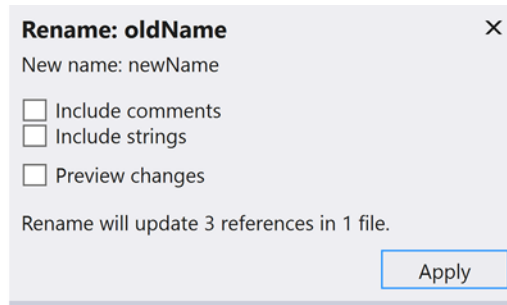 Rename: oldName
New name: newName
Include comments
Include strings
Preview changes
Rename will update 3 references in 1 file.
Apply